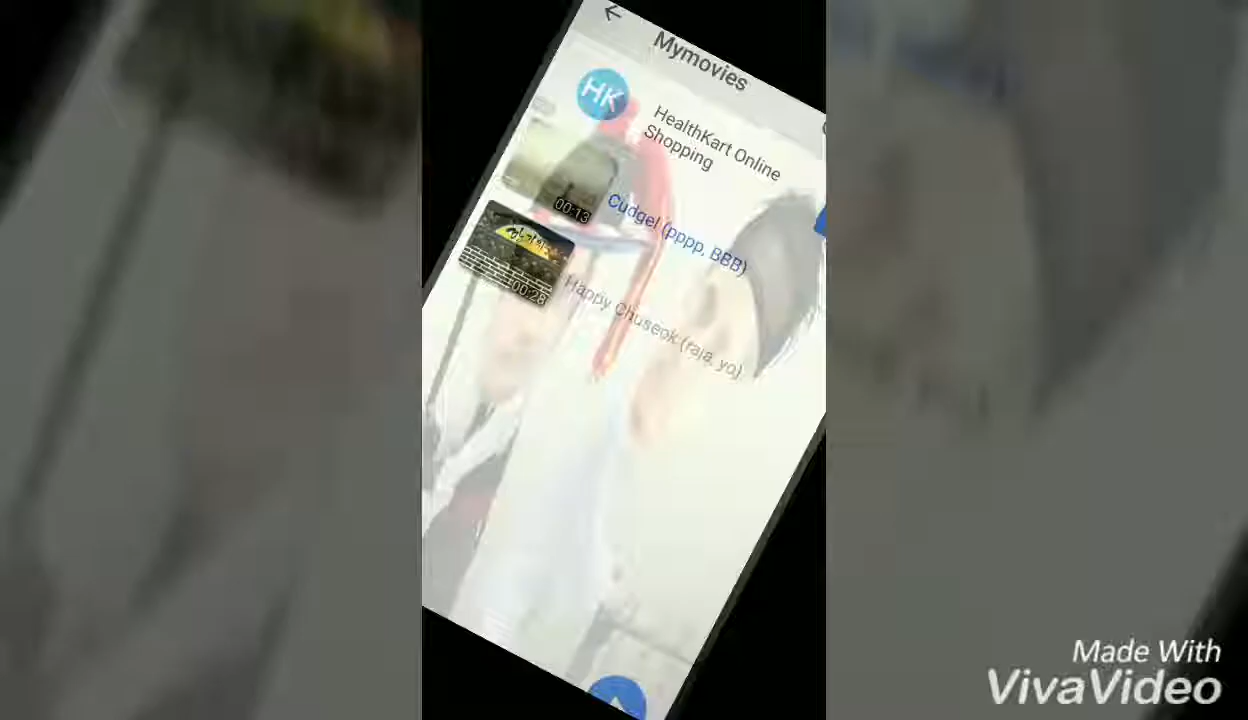 Mymovies
HK
HealthKart Online
Shopping
00:13
Cudgel (pppp, BBB)
00:28
Happy Chuseok (raja, yo)
Made With
VivaVideo